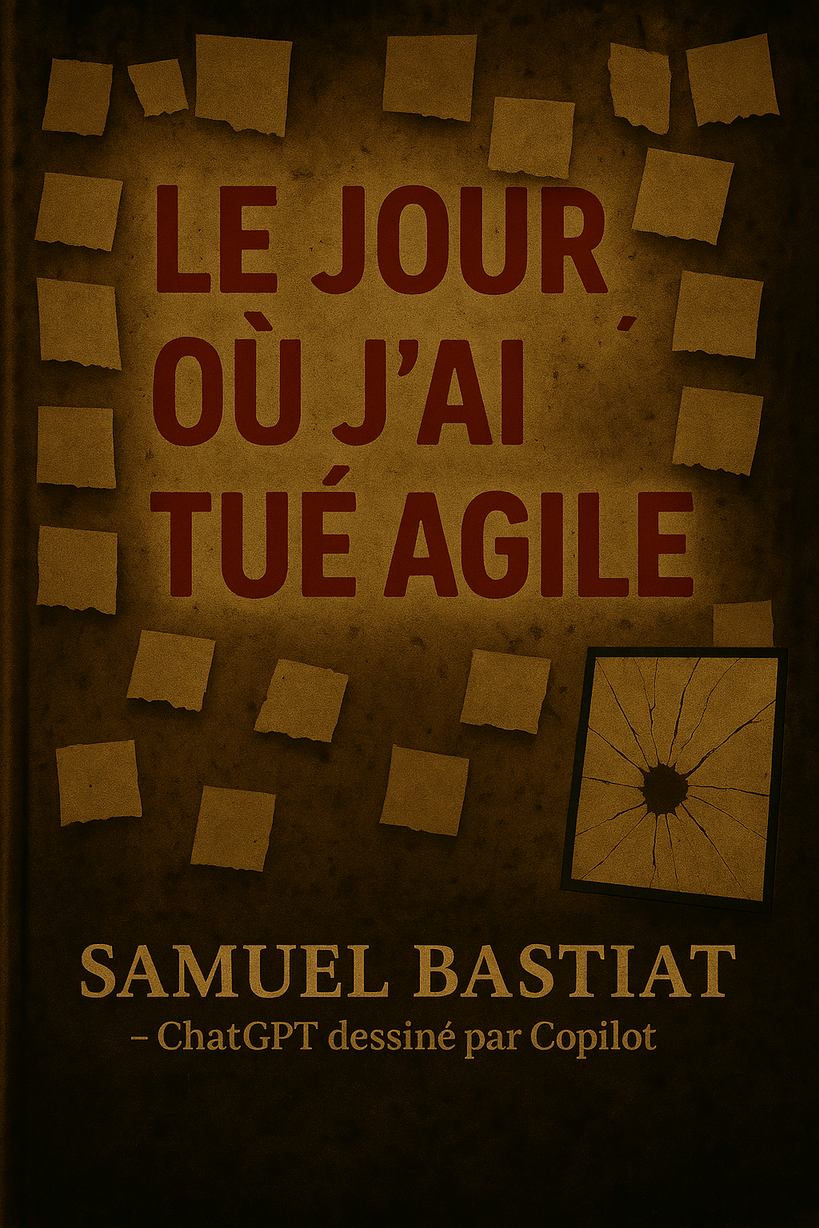 LE JOUR
OÙ J’AI
TUÉ AGILE
SAMUEL BASTIAT
– ChatGPT dessiné par Copilot